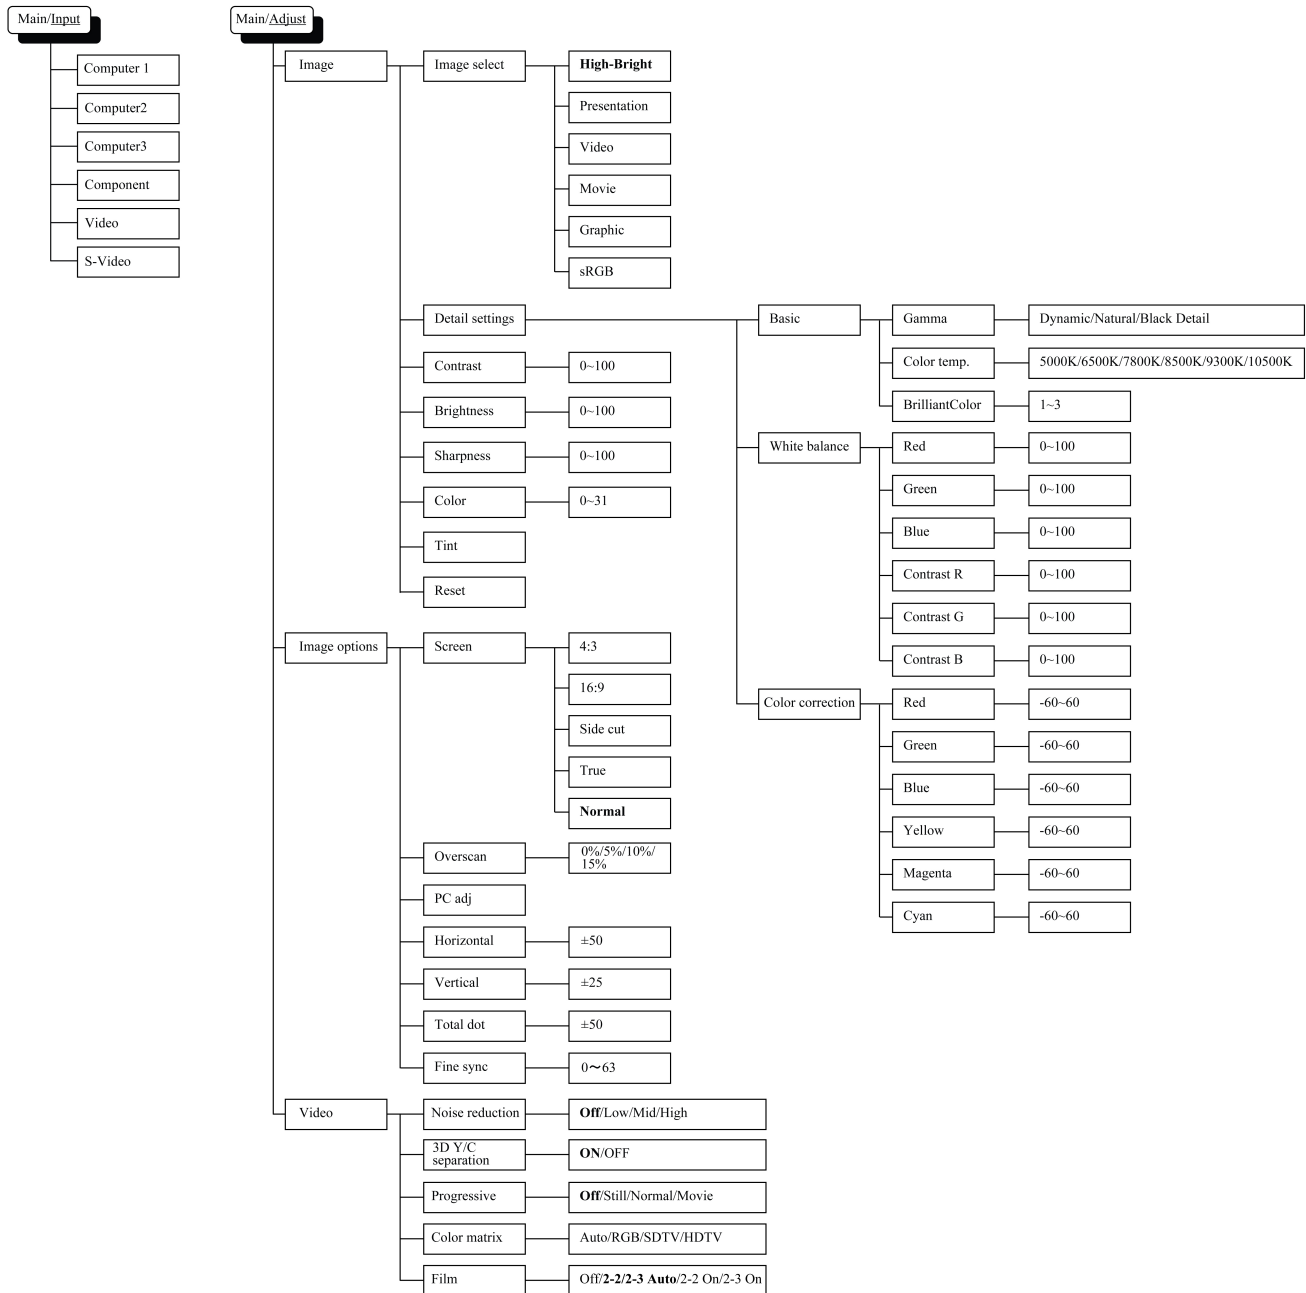 Main/Input
Computer 1
Computer2
Computer3
Component
Video
S-Video
Main/Adjust
Image
Image select
High-Bright
Presentation
Video
Movie
Graphic
sRGB
Detail settings
Basic
Gamma
Dynamic/Natural/Black Detail
Color temp.
5000K/6500K/7800K/8500K/9300K/10500K
BrilliantColor
1~3
White balance
Red
0~100
Green
0~100
Blue
0~100
Contrast R
0~100
Contrast G
0~100
Contrast B
0~100
Color correction
Red
-60~60
Green
-60~60
Blue
-60~60
Yellow
-60~60
Magenta
-60~60
Cyan
-60~60
Contrast
0~100
Brightness
0~100
Sharpness
0~100
Color
0~31
Tint
Reset
Image options
Screen
4:3
16:9
Side cut
True
Normal
Overscan
0%/5%/10%/
15%
PC adj
Horizontal
±50
Vertical
±25
Total dot
±50
Fine sync
0〜63
Video
Noise reduction
Off/Low/Mid/High
3D Y/C
separation
ON/OFF
Progressive
Off/Still/Normal/Movie
Color matrix
Auto/RGB/SDTV/HDTV
Film
Off/2-2/2-3 Auto/2-2 On/2-3 On